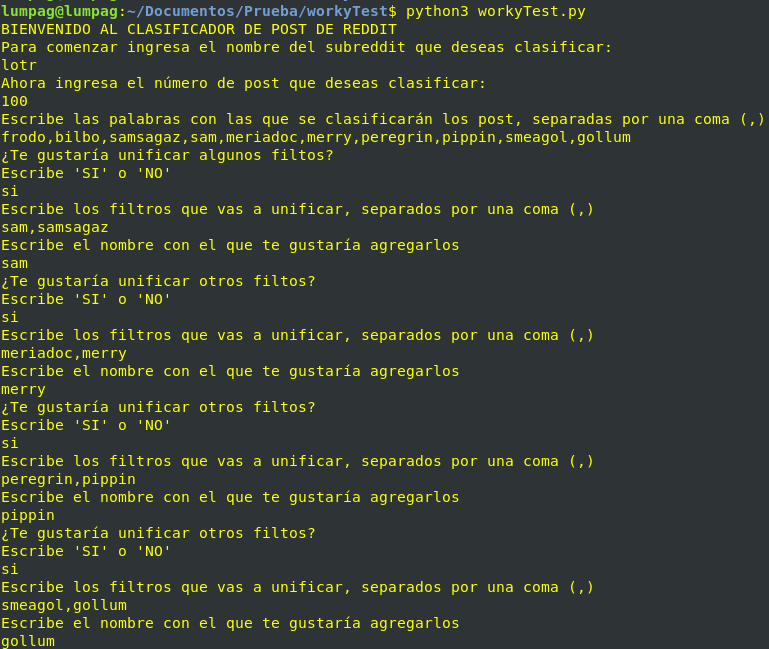 lumpag@lumpag:~/Documentos/Prueba/workyTest$ python3 workyTest.py
BIENVENIDO AL CLASIFICADOR DE POST DE REDDIT
Para comenzar ingresa el nombre del subreddit que deseas clasificar:
lotr
Ahora ingresa el número de post que deseas clasificar:
100
Escribe las palabras con las que se clasificarán los post, separadas por una coma (,)
frodo,bilbo,samsagaz,sam,meriadoc,merry,peregrin,pippin,smeagol,gollum
¿Te gustaría unificar algunos filtos?
Escribe 'SI' o 'NO'
si
Escribe los filtros que vas a unificar, separados por una coma (,)
sam,samsagaz
Escribe el nombre con el que te gustaría agregarlos
sam
¿Te gustaría unificar otros filtos?
Escribe 'SI' o 'NO'
si
Escribe los filtros que vas a unificar, separados por una coma (,)
meriadoc,merry
Escribe el nombre con el que te gustaría agregarlos
merry
¿Te gustaría unificar otros filtos?
Escribe 'SI' o 'NO'
si
Escribe los filtros que vas a unificar, separados por una coma (,)
peregrin,pippin
Escribe el nombre con el que te gustaría agregarlos
pippin
¿Te gustaría unificar otros filtos?
Escribe 'SI' o 'NO'
si
Escribe los filtros que vas a unificar, separados por una coma (,)
smeagol,gollum
Escribe el nombre con el que te gustaría agregarlos
gollum